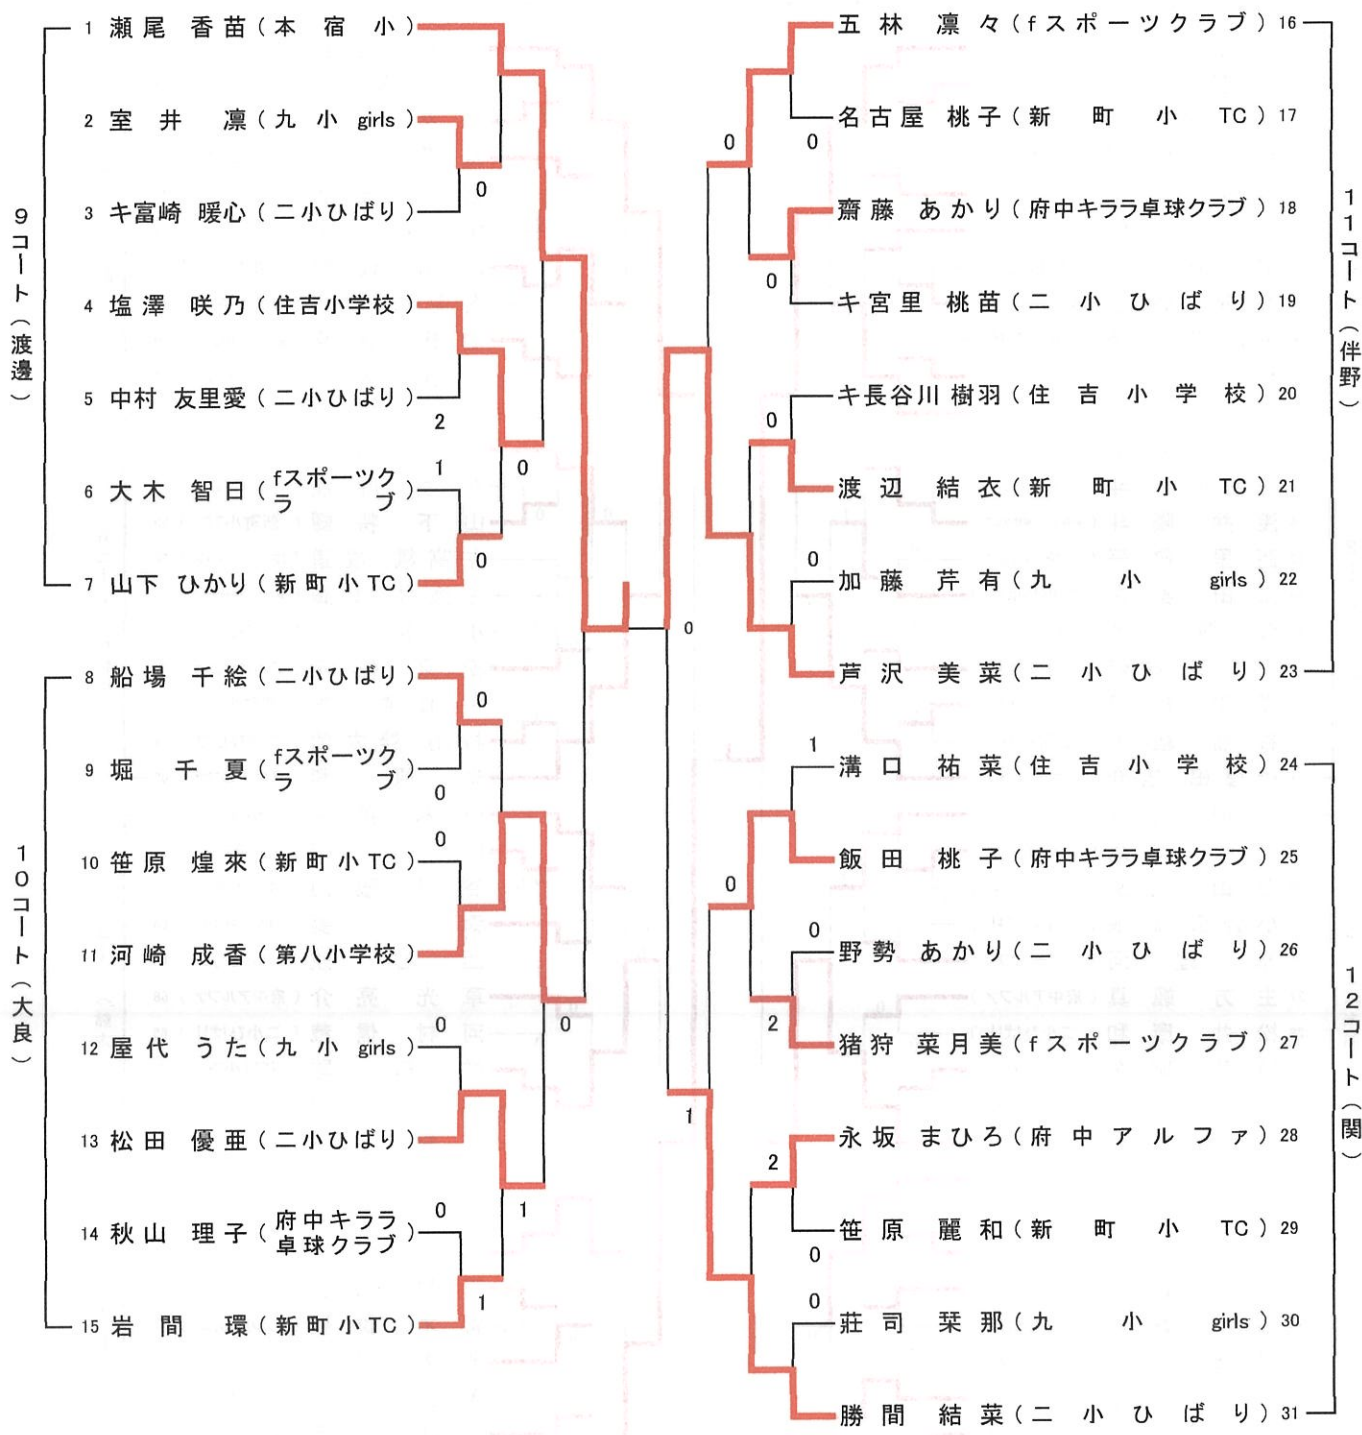 9コート（渡邊）
1 瀬尾 香苗（本宿小）
2 室井 凛（九小 girls）
0
3 キ富崎 暖心（二小ひばり）
4 塩澤 咲乃（住吉小学校）
5 中村 友里愛（二小ひばり）
2
1
0
6 大木 智日（fスポーツクラブ）
0
7 山下 ひかり（新町小TC）
10コート（大良）
8 船場 千絵（二小ひばり）
0
9 堀 千夏（fスポーツクラブ）
0
0
10 笹原 煌來（新町小TC）
11 河崎 成香（第八小学校）
0
0
12 屋代 うた（九小 girls）
13 松田 優亜（二小ひばり）
0
1
14 秋山 理子（府中キララ卓球クラブ）
1
15 岩間 環（新町小TC）
0
1
11コート（伴野）
五林 凛々（fスポーツクラブ）16
名古屋 桃子（新町小TC）17
0
0
齋藤 あかり（府中キララ卓球クラブ）18
0
キ宮里 桃苗（二小ひばり）19
キ長谷川 樹羽（住吉小学校）20
0
渡辺 結衣（新町小TC）21
0
加藤 芹有（九小 girls）22
芦沢 美菜（二小ひばり）23
12コート（関）
1
溝口 祐菜（住吉小学校）24
飯田 桃子（府中キララ卓球クラブ）25
0
0
野勢 あかり（二小ひばり）26
2
猪狩 菜月美（fスポーツクラブ）27
永坂 まひろ（府中アルファ）28
2
笹原 麗和（新町小TC）29
0
0
莊司 栞那（九小 girls）30
勝間 結菜（二小ひばり）31